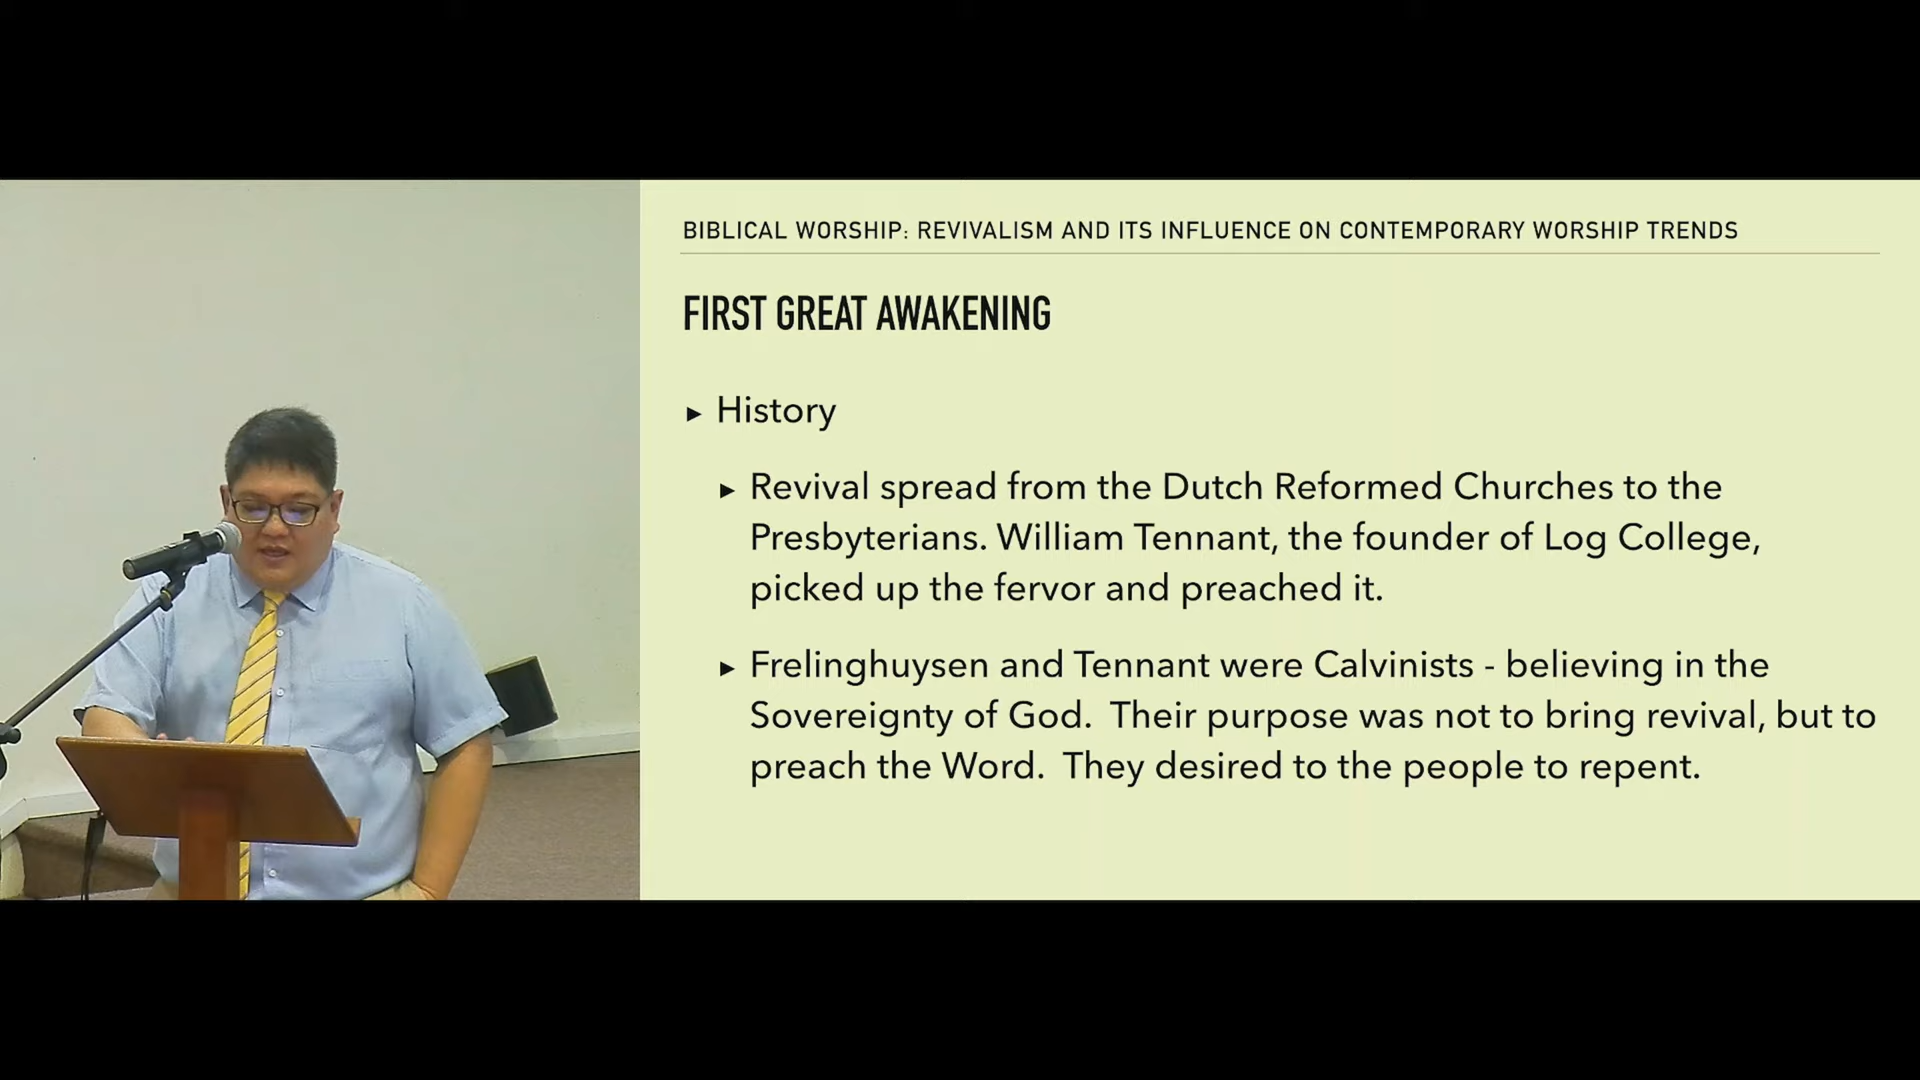 BIBLICAL WORSHIP: REVIVALISM AND ITS INFLUENCE ON CONTEMPORARY WORSHIP TRENDS
FIRST GREAT AWAKENING
▸ History
▸ Revival spread from the Dutch Reformed Churches to the
Presbyterians. William Tennant, the founder of Log College,
picked up the fervor and preached it.
▸ Frelinghuysen and Tennant were Calvinists - believing in the
Sovereignty of God. Their purpose was not to bring revival, but to
preach the Word. They desired to the people to repent.